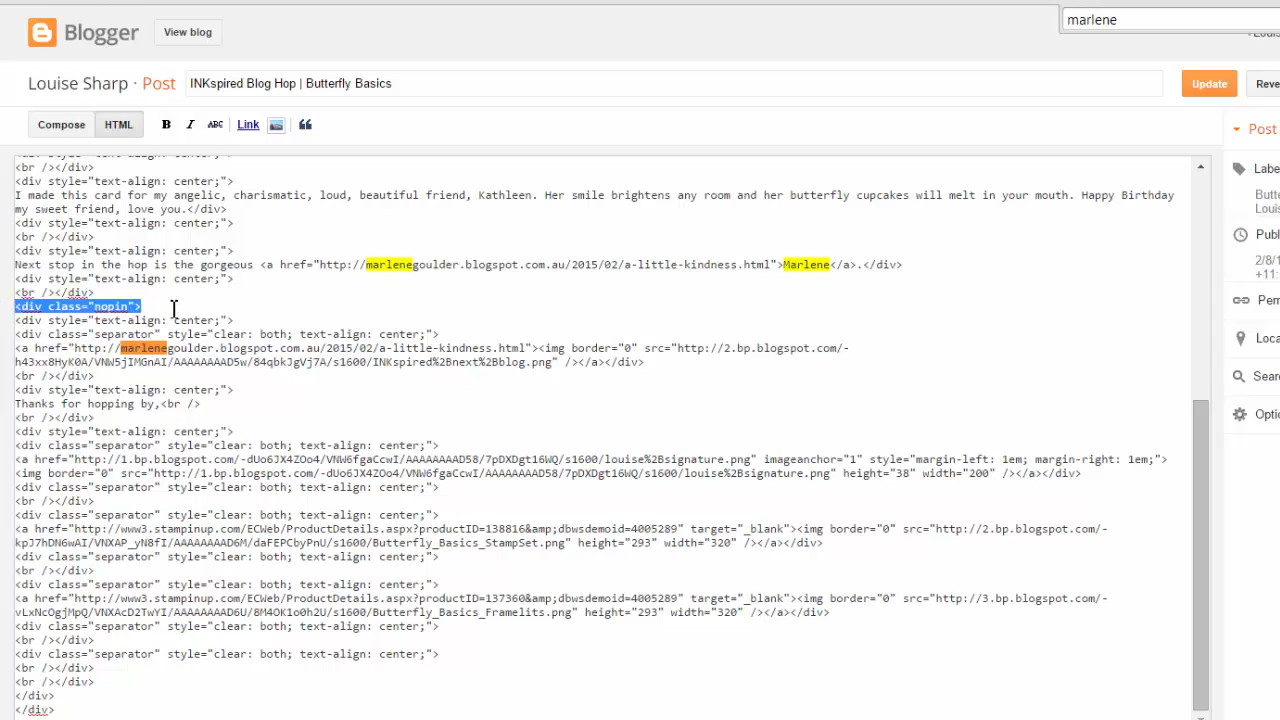 marlene
Blogger
View blog
Louise Sharp · Post
INKspired Blog Hop | Butterfly Basics
Update
Reve
Compose
HTML
B
I
ABC
Link
Post
Labe
Butte
Louis
Publ
2/8/1
+11:
Perm
Loca
Sear
Optio
<br /></div>
<div style="text-align: center;">
I made this card for my angelic, charismatic, loud, beautiful friend, Kathleen. Her smile brightens any room and her butterfly cupcakes will melt in your mouth. Happy Birthday
my sweet friend, love you.</div>
<div style="text-align: center;">
<br /></div>
<div style="text-align: center;">
Next stop in the hop is the gorgeous <a href="http://marlenegoulder.blogspot.com.au/2015/02/a-little-kindness.html">Marlene</a>.</div>
<div style="text-align: center;">
<br /></div>
<div class="nopin">
<div style="text-align: center;">
<div class="separator" style="clear: both; text-align: center;">
<a href="http://marlenegoulder.blogspot.com.au/2015/02/a-little-kindness.html"><img border="0" src="http://2.bp.blogspot.com/-
h43xx8HyK0A/VNW5jIMGnAI/AAAAAAAAD5w/84qbkJgVj7A/s1600/INKspired%2Bnext%2Bblog.png" /></a></div>
<br /></div>
<div style="text-align: center;">
Thanks for hopping by,<br />
<br /></div>
<div style="text-align: center;">
<div class="separator" style="clear: both; text-align: center;">
<a href="http://1.bp.blogspot.com/-dUo6JX4ZOo4/VNW6fgaCcwI/AAAAAAAAD58/7pDXDgt16WQ/s1600/louise%2Bsignature.png" imageanchor="1" style="margin-left: 1em; margin-right: 1em;">
<img border="0" src="http://1.bp.blogspot.com/-dUo6JX4ZOo4/VNW6fgaCcwI/AAAAAAAAD58/7pDXDgt16WQ/s1600/louise%2Bsignature.png" height="38" width="200" /></a></div>
<div class="separator" style="clear: both; text-align: center;">
<br /></div>
<div class="separator" style="clear: both; text-align: center;">
<a href="http://www3.stampinup.com/ECWeb/ProductDetails.aspx?productID=138816&amp;dbwsdemoid=4005289" target="_blank"><img border="0" src="http://2.bp.blogspot.com/-
kpJ7hDN6wAI/VNXAP_yN8fI/AAAAAAAAD6M/daFEPCbyPnU/s1600/Butterfly_Basics_StampSet.png" height="293" width="320" /></a></div>
<div class="separator" style="clear: both; text-align: center;">
<br /></div>
<div class="separator" style="clear: both; text-align: center;">
<a href="http://www3.stampinup.com/ECWeb/ProductDetails.aspx?productID=137360&amp;dbwsdemoid=4005289" target="_blank"><img border="0" src="http://3.bp.blogspot.com/-
vLxNcOgjMpQ/VNXAcD2TwYI/AAAAAAAAD6U/8M4OK1o0h2U/s1600/Butterfly_Basics_Framelits.png" height="293" width="320" /></a></div>
<div class="separator" style="clear: both; text-align: center;">
<br /></div>
<div class="separator" style="clear: both; text-align: center;">
<br /></div>
<br /></div>
</div>
</div>